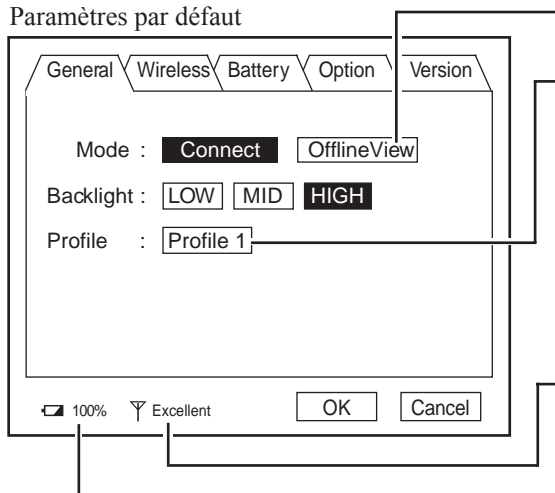 Paramètres par défaut
General Wireless Battery Option Version
Mode : Connect OfflineView
Backlight : LOW MID HIGH
Profile : Profile 1
100% Excellent OK Cancel